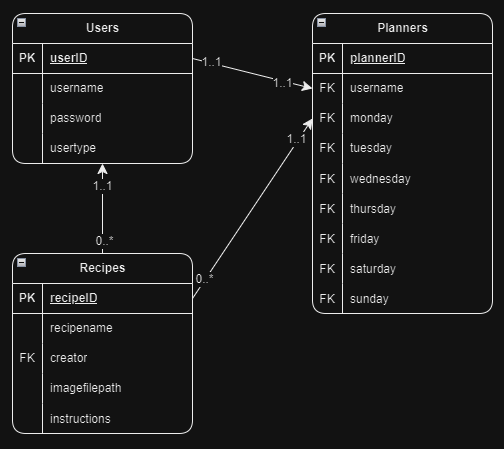 Users
PK userID
username
password
usertype
Planners
PK plannerID
FK username
FK monday
FK tuesday
FK wednesday
FK thursday
FK friday
FK saturday
FK sunday
1..1
1..1
1..1
1..1
0..*
0..*
Recipes
PK recipeID
recipename
FK creator
imagefilepath
instructions